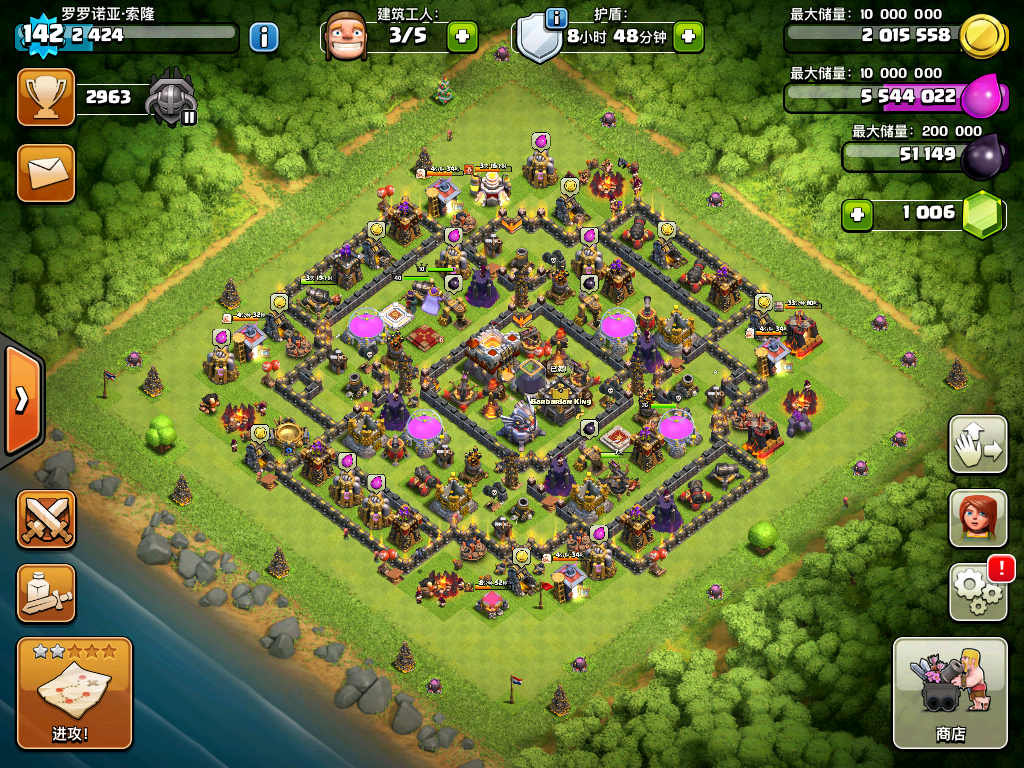 罗罗诺亚·索隆
142
2 424
建筑工人:
3/5
护盾:
8小时 48分钟
最大储量: 10 000 000
2 015 558
2963
最大储量: 10 000 000
5 544 022
最大储量: 200 000
51 149
1 006
Barbarian King
进攻!
商店